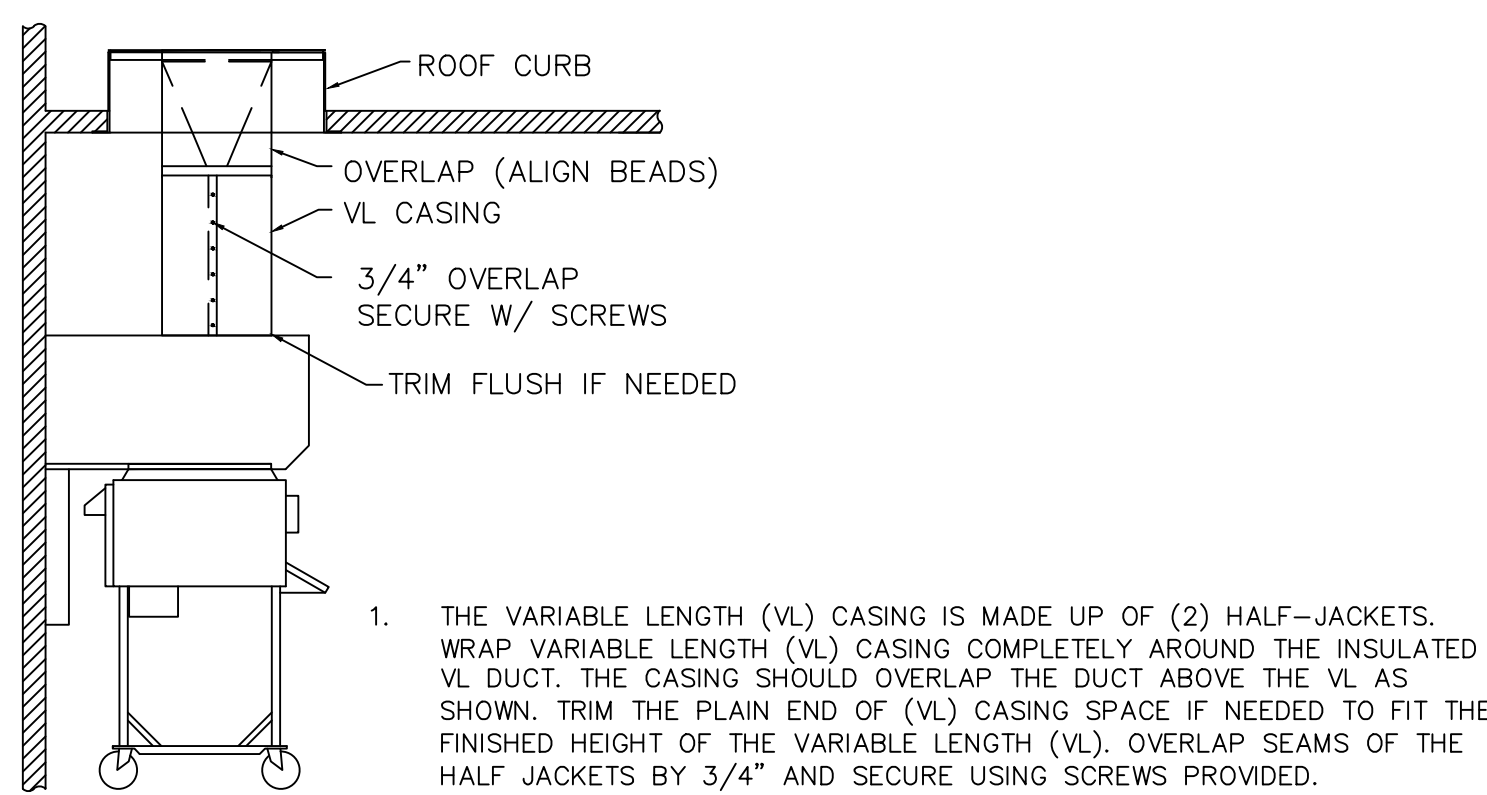 ROOF CURB
OVERLAP (ALIGN BEADS)
VL CASING
3/4" OVERLAP
SECURE W/ SCREWS
TRIM FLUSH IF NEEDED
1. THE VARIABLE LENGTH (VL) CASING IS MADE UP OF (2) HALF-JACKETS.
WRAP VARIABLE LENGTH (VL) CASING COMPLETELY AROUND THE INSULATED
VL DUCT. THE CASING SHOULD OVERLAP THE DUCT ABOVE THE VL AS
SHOWN. TRIM THE PLAIN END OF (VL) CASING SPACE IF NEEDED TO FIT THE
FINISHED HEIGHT OF THE VARIABLE LENGTH (VL). OVERLAP SEAMS OF THE
HALF JACKETS BY 3/4" AND SECURE USING SCREWS PROVIDED.